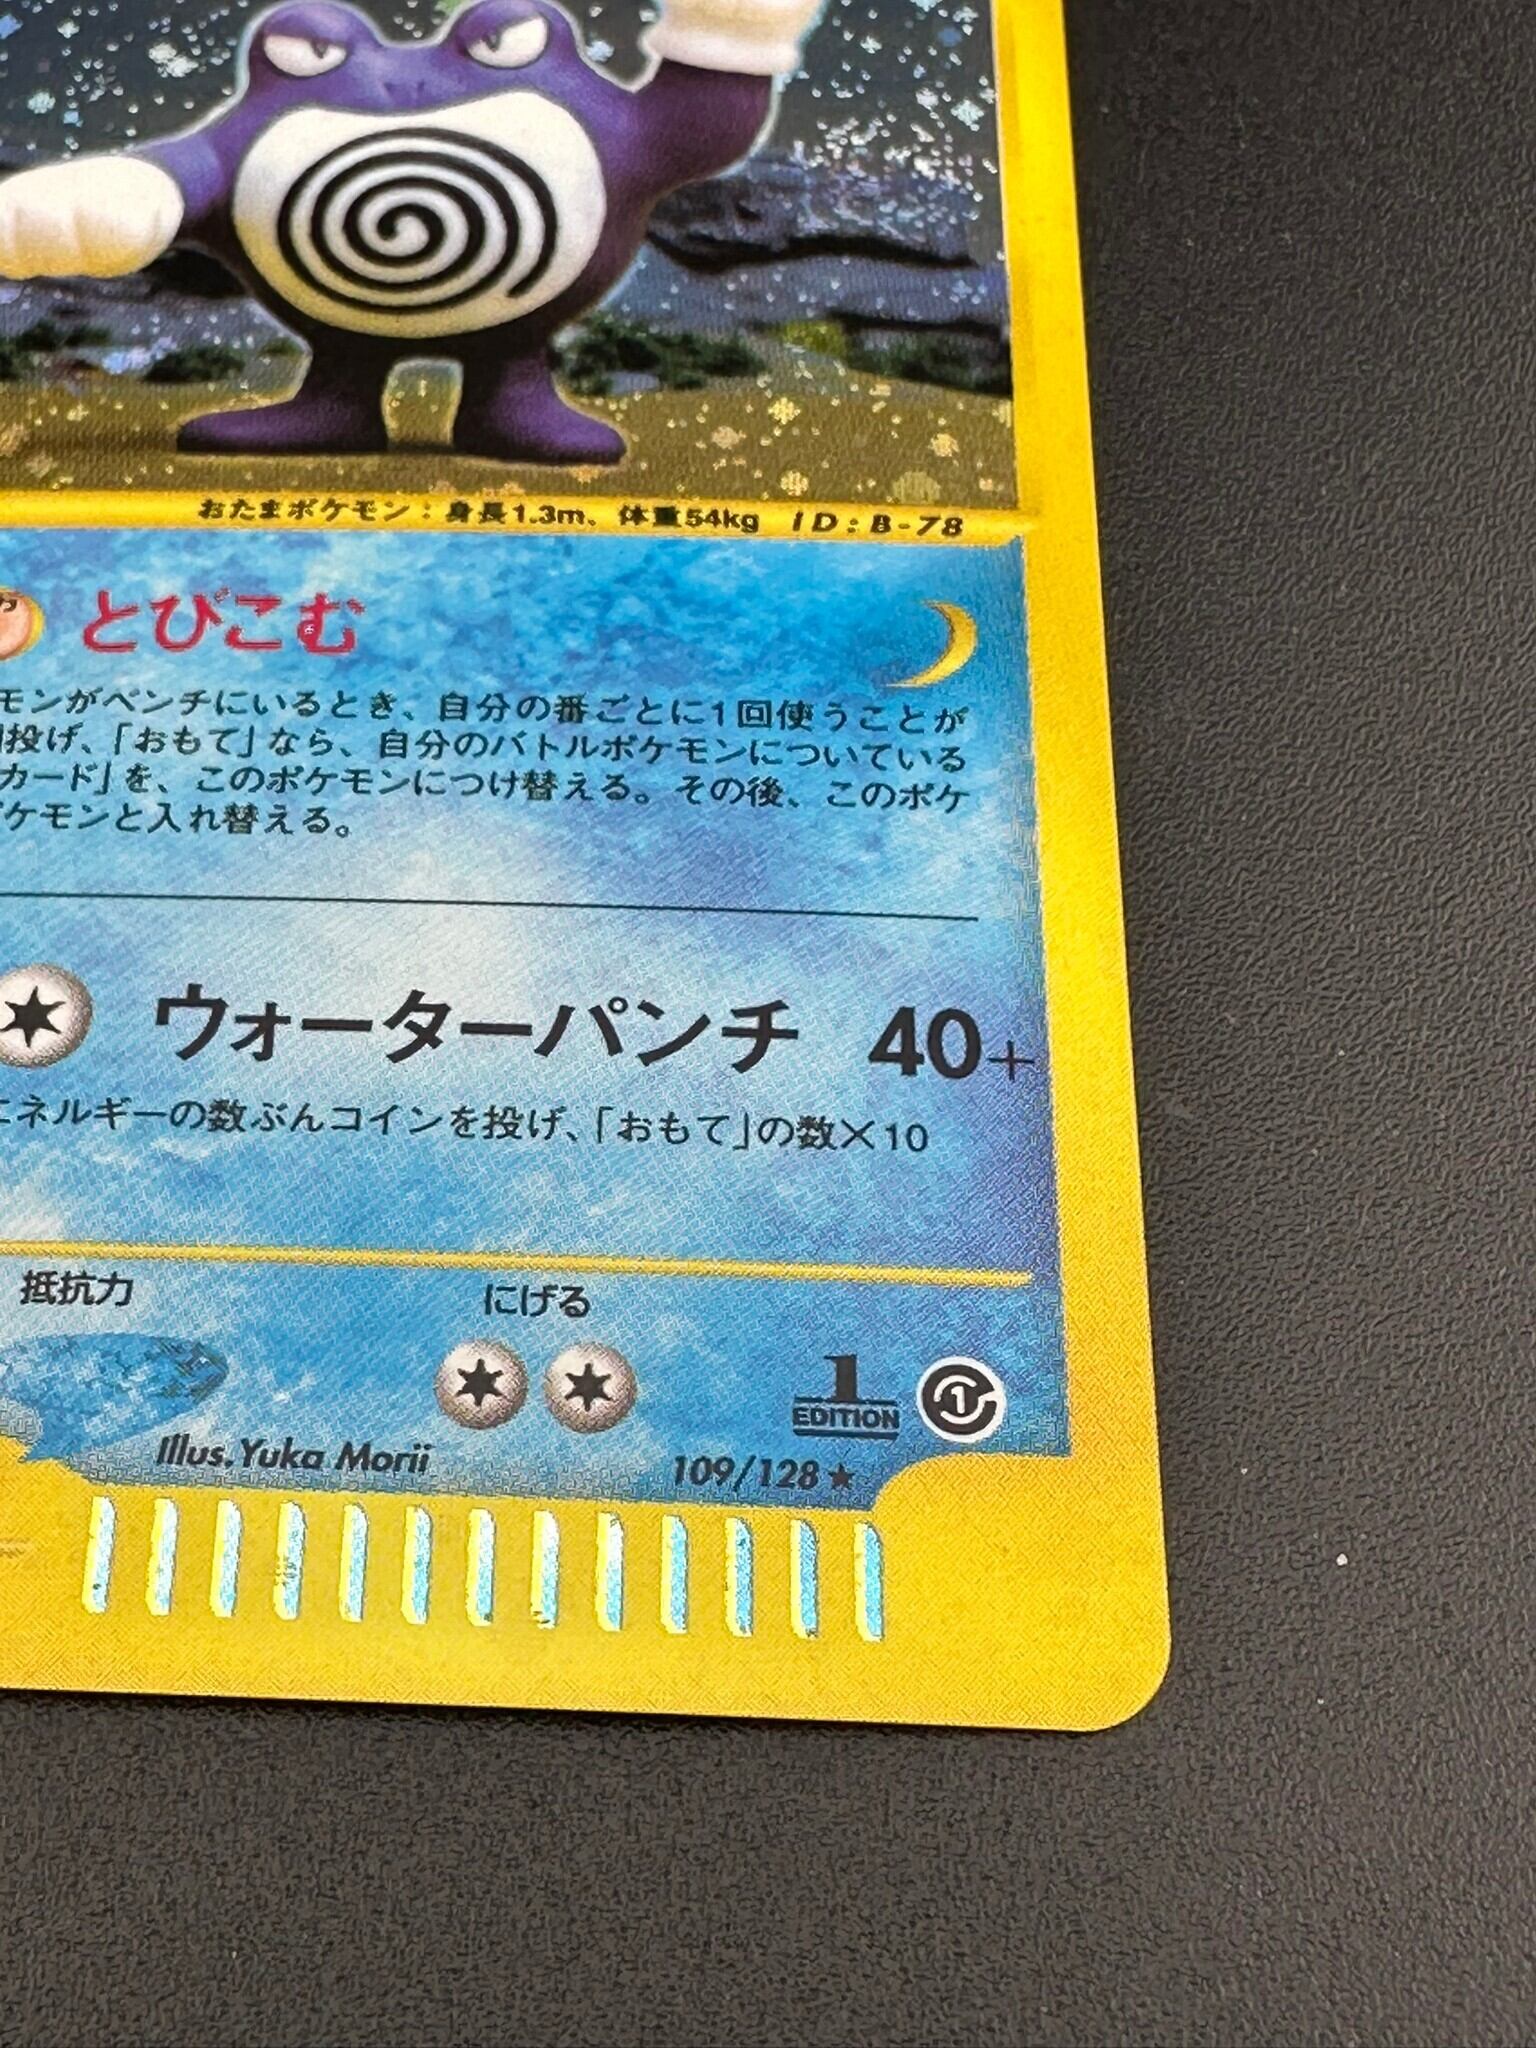 おたまポケモン：身長1.3m、体重54kg ID：B-78
とびこむ
モンがベンチにいるとき、自分の番ごとに1回使うことが
投げ、「おもて」なら、自分のバトルポケモンについている
カード」を、このポケモンにつけ替える。その後、このポケ
ケモンと入れ替える。
ウォーターパンチ 40+
エネルギーの数ぶんコインを投げ、「おもて」の数×10
抵抗力 にげる
1
EDITION
1
Illus. Yuka Morii 109/128 ★